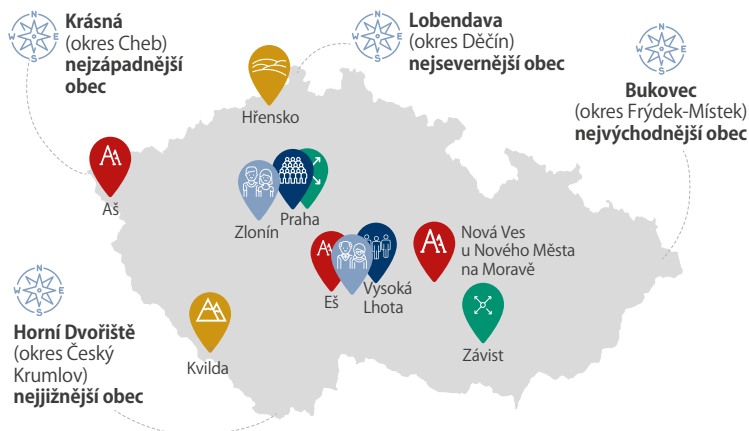 Krásná
(okres Cheb)
nejzápadnější
obec
N
W
E
S
Lobendava
(okres Děčín)
nejsevernější obec
N
W
E
S
Bukovec
(okres Frýdek-Místek)
nejvýchodnější obec
N
W
E
S
Hřensko
Aš
Zlonín
Praha
Nová Ves
u Nového Města
na Moravě
Eš
Vysoká
Lhota
Závist
Kvilda
N
W
E
S
Horní Dvořiště
(okres Český
Krumlov)
nejjižnější obec